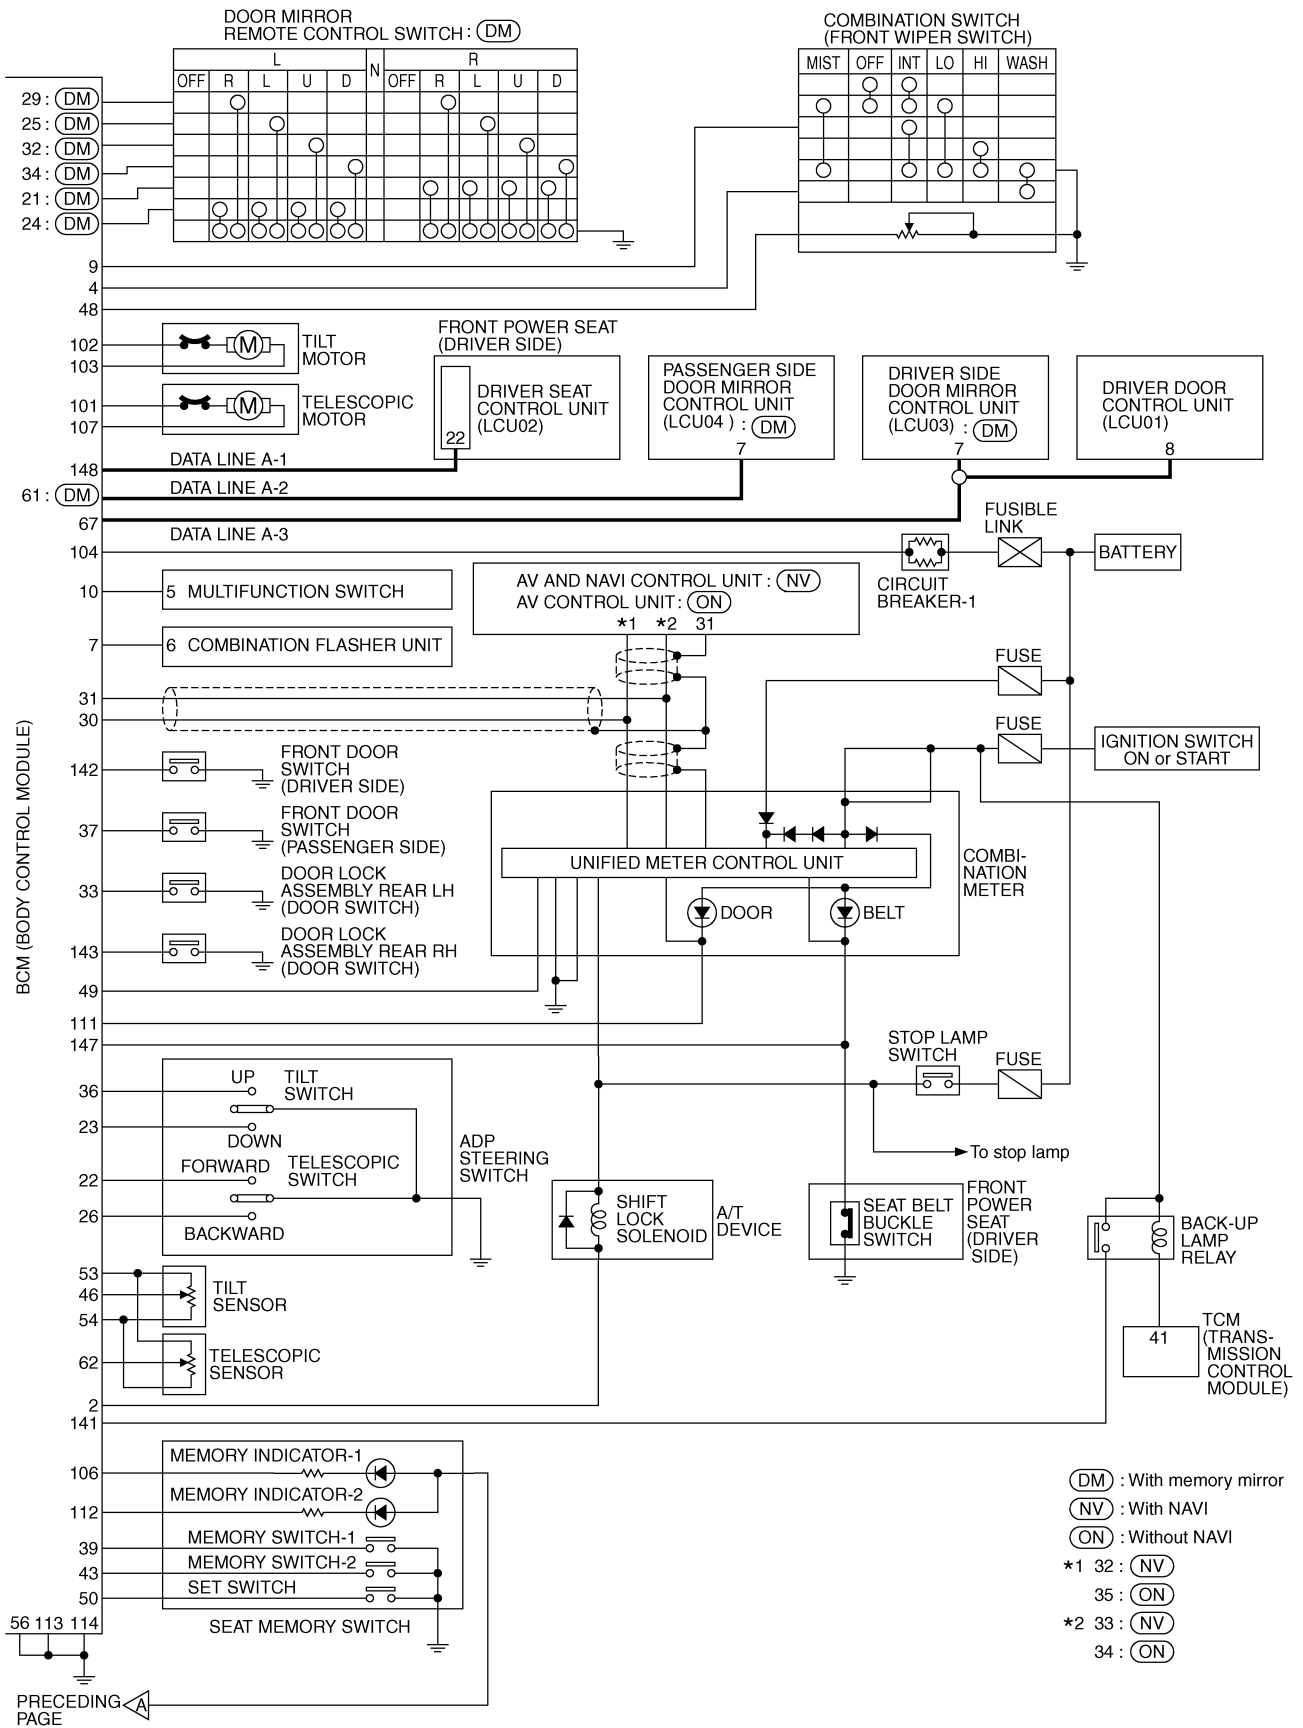 DOOR MIRROR
REMOTE CONTROL SWITCH : DM
L
N
R
OFF R L U D
OFF R L U D
COMBINATION SWITCH
(FRONT WIPER SWITCH)
MIST OFF INT LO HI WASH
29 : DM
25 : DM
32 : DM
34 : DM
21 : DM
24 : DM
9
4
48
102
103
M
TILT
MOTOR
101
107
M
TELESCOPIC
MOTOR
FRONT POWER SEAT
(DRIVER SIDE)
DRIVER SEAT
CONTROL UNIT
(LCU02)
22
PASSENGER SIDE
DOOR MIRROR
CONTROL UNIT
(LCU04 ) : DM
7
DRIVER SIDE
DOOR MIRROR
CONTROL UNIT
(LCU03) : DM
7
DRIVER DOOR
CONTROL UNIT
(LCU01)
8
148
DATA LINE A-1
61 : DM
DATA LINE A-2
67
DATA LINE A-3
104
CIRCUIT
BREAKER-1
FUSIBLE
LINK
BATTERY
10
5 MULTIFUNCTION SWITCH
7
6 COMBINATION FLASHER UNIT
AV AND NAVI CONTROL UNIT : NV
AV CONTROL UNIT : ON
*1 *2 31
FUSE
FUSE
IGNITION SWITCH
ON or START
31
30
BCM (BODY CONTROL MODULE)
142
FRONT DOOR
SWITCH
(DRIVER SIDE)
37
FRONT DOOR
SWITCH
(PASSENGER SIDE)
33
DOOR LOCK
ASSEMBLY REAR LH
(DOOR SWITCH)
143
DOOR LOCK
ASSEMBLY REAR RH
(DOOR SWITCH)
UNIFIED METER CONTROL UNIT
DOOR
BELT
COMBI-
NATION
METER
49
111
147
STOP LAMP
SWITCH
FUSE
To stop lamp
36
UP
TILT
SWITCH
23
DOWN
22
FORWARD
TELESCOPIC
SWITCH
26
BACKWARD
ADP
STEERING
SWITCH
SHIFT
LOCK
SOLENOID
A/T
DEVICE
SEAT BELT
BUCKLE
SWITCH
FRONT
POWER
SEAT
(DRIVER
SIDE)
BACK-UP
LAMP
RELAY
53
46
54
TILT
SENSOR
62
TELESCOPIC
SENSOR
41
TCM
(TRANS-
MISSION
CONTROL
MODULE)
2
141
106
MEMORY INDICATOR-1
112
MEMORY INDICATOR-2
39
MEMORY SWITCH-1
43
MEMORY SWITCH-2
50
SET SWITCH
SEAT MEMORY SWITCH
56 113 114
PRECEDING
PAGE
A
DM : With memory mirror
NV : With NAVI
ON : Without NAVI
*1 32 : NV
35 : ON
*2 33 : NV
34 : ON